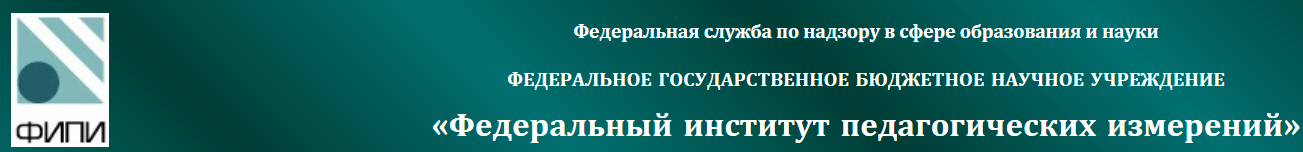 ФИПИ
Федеральная служба по надзору в сфере образования и науки
ФЕДЕРАЛЬНОЕ ГОСУДАРСТВЕННОЕ БЮДЖЕТНОЕ НАУЧНОЕ УЧРЕЖДЕНИЕ
«Федеральный институт педагогических измерений»